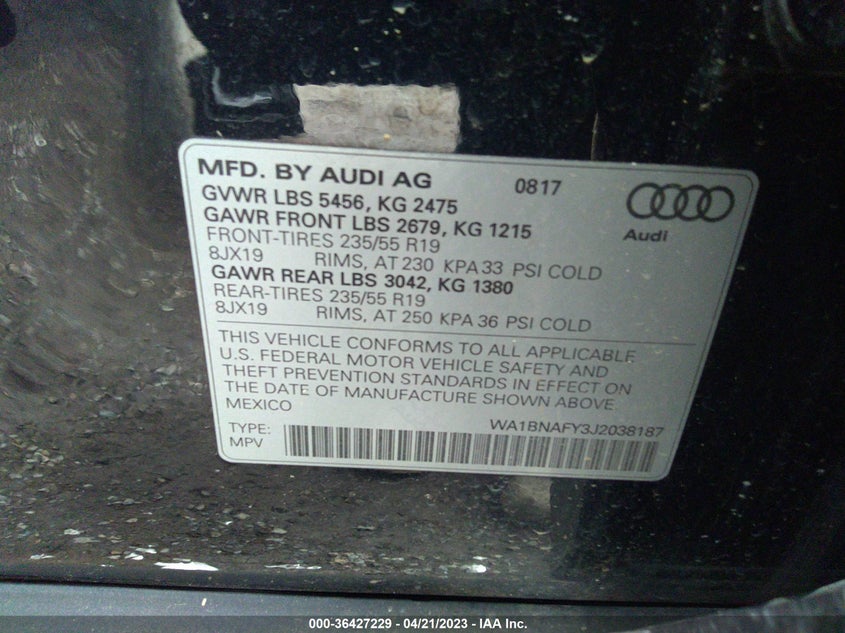 MFD. BY AUDI AG 0817
GVWR LBS 5456, KG 2475
GAWR FRONT LBS 2679, KG 1215
Audi
FRONT-TIRES 235/55 R19
8JX19 RIMS, AT 230 KPA 33 PSI COLD
GAWR REAR LBS 3042, KG 1380
REAR-TIRES 235/55 R19
8JX19 RIMS, AT 250 KPA 36 PSI COLD
THIS VEHICLE CONFORMS TO ALL APPLICABLE
U.S. FEDERAL MOTOR VEHICLE SAFETY AND
THEFT PREVENTION STANDARDS IN EFFECT ON
THE DATE OF MANUFACTURE SHOWN ABOVE
MEXICO
WA1BNAFY3J2038187
TYPE:
MPV
000-36427229 - 04/21/2023 - IAA Inc.